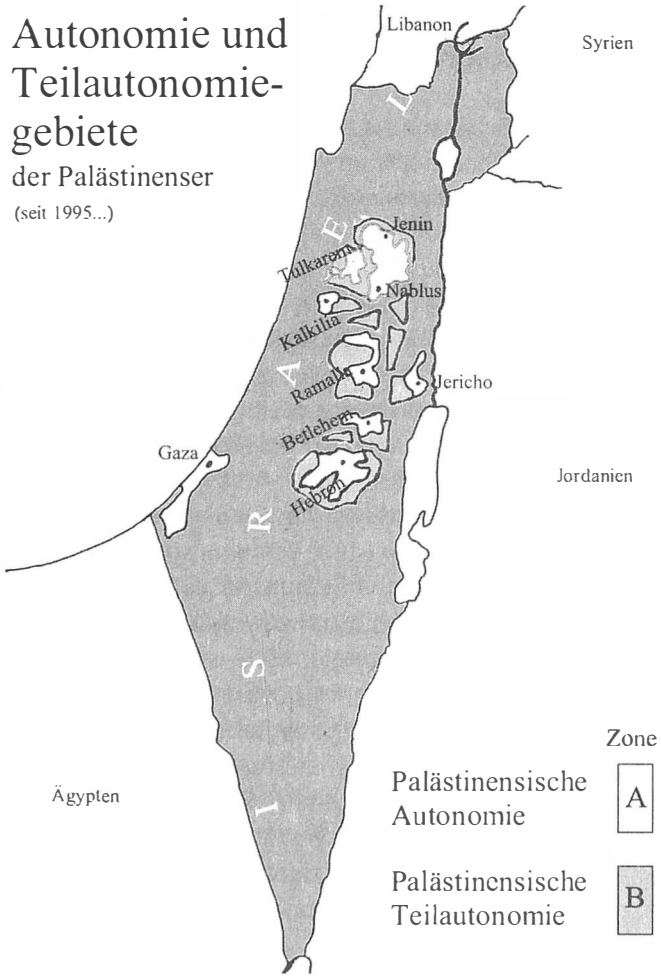 Autonomie und
Teilautonomie-
gebiete
der Palästinenser
(seit 1995...)
Libanon
Syrien
Jenin
Tulkarem
Nablus
Kalkilia
Ramalla
Jericho
Betlehem
Gaza
Hebron
Jordanien
Ägypten
ISRAEL
Zone
Palästinensische
Autonomie
A
Palästinensische
Teilautonomie
B